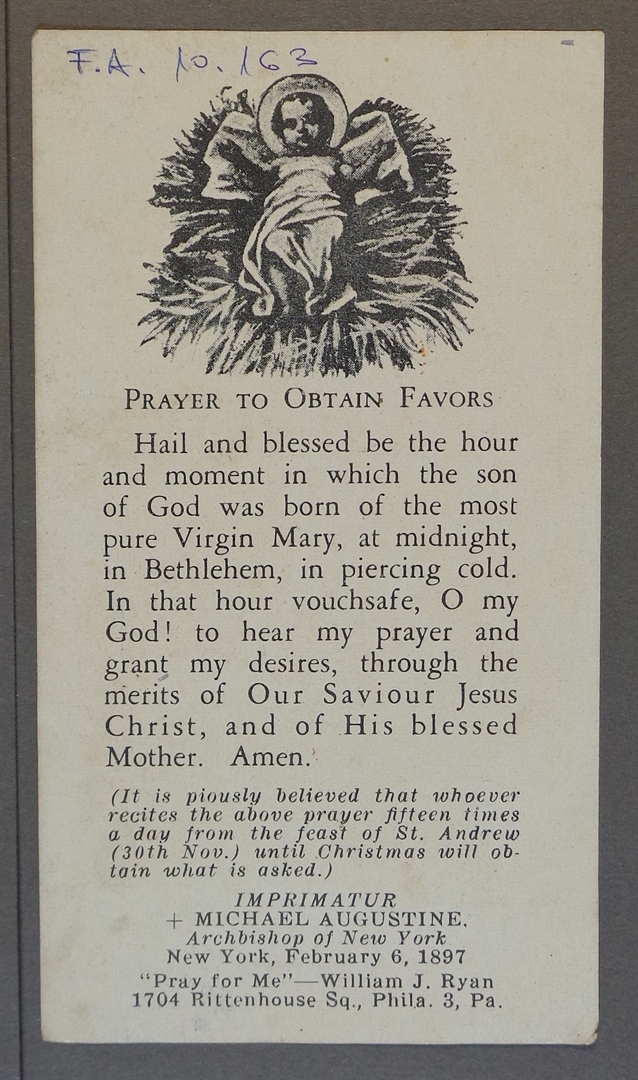 F.A. 10.163
PRAYER TO OBTAIN FAVORS
Hail and blessed be the hour
and moment in which the son
of God was born of the most
pure Virgin Mary, at midnight,
in Bethlehem, in piercing cold.
In that hour vouchsafe, O my
God! to hear my prayer and
grant my desires, through the
merits of Our Saviour Jesus
Christ, and of His blessed
Mother. Amen.
(It is piously believed that whoever
recites the above prayer fifteen times
a day from the feast of St. Andrew
(30th Nov.) until Christmas will ob-
tain what is asked.)
IMPRIMATUR
+ MICHAEL AUGUSTINE.
Archbishop of New York
New York, February 6, 1897
"Pray for Me"—William J. Ryan
1704 Rittenhouse Sq., Phila. 3, Pa.